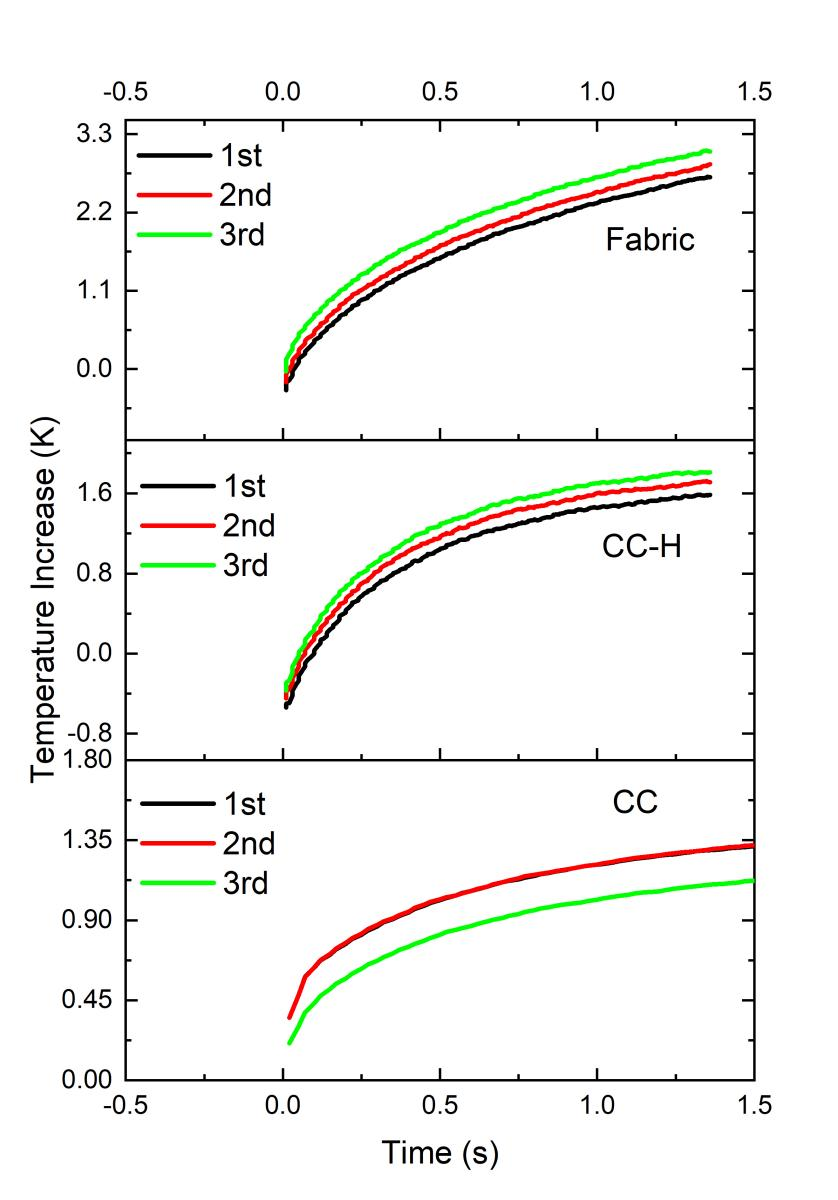 -0.5 0.0 0.5 1.0 1.5
3.3
1st
2nd
2.2
3rd
Fabric
1.1
0.0
Temperature Increase (K)
1st
1.6
2nd
CC-H
3rd
0.8
0.0
-0.8
1.80
1st
CC
1.35
2nd
3rd
0.90
0.45
0.00
-0.5 0.0 0.5 1.0 1.5
Time (s)